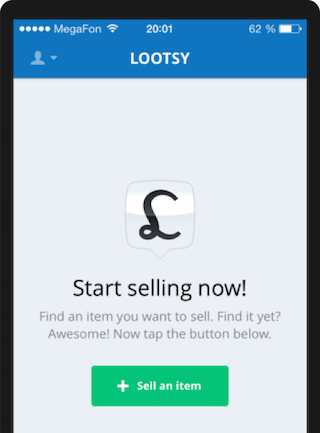 MegaFon 20:01 62 %
LOOTSY
£
Start selling now!
Find an item you want to sell. Find it yet?
Awesome! Now tap the button below.
+ Sell an item